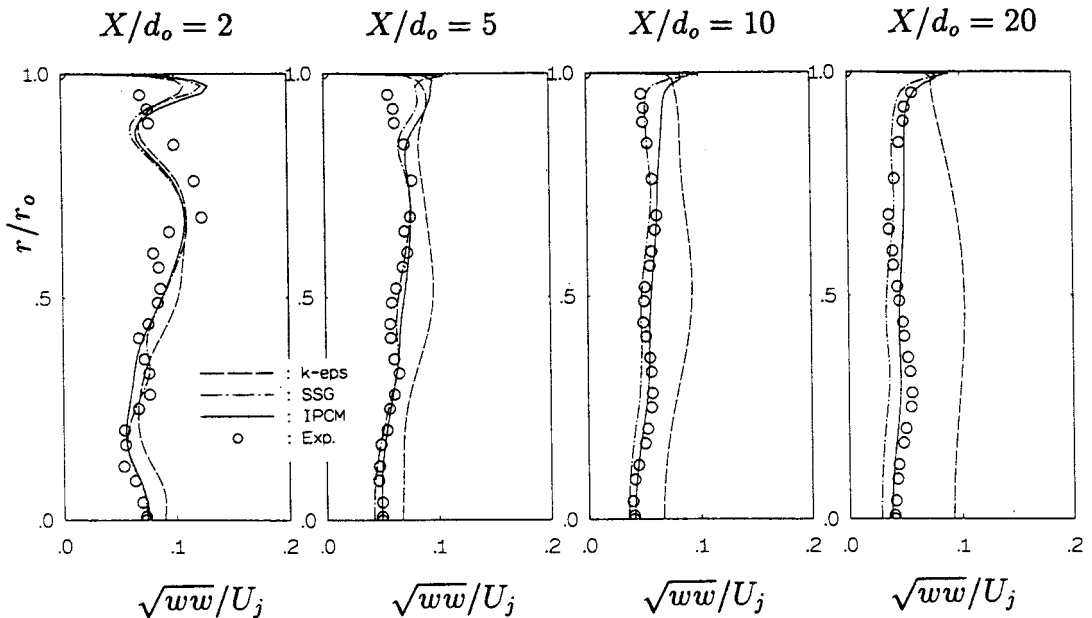 X/d_o = 2 X/d_o = 5 X/d_o = 10 X/d_o = 20
1.0 1.0 1.0 1.0
r/r_o
.5 .5 .5 .5
: k-eps
: SSG
: IPCM
: Exp.
.0 .0 .0 .0
.0 .1 .2 .0 .1 .2 .0 .1 .2 .0 .1 .2
√ww/U_j √ww/U_j √ww/U_j √ww/U_j